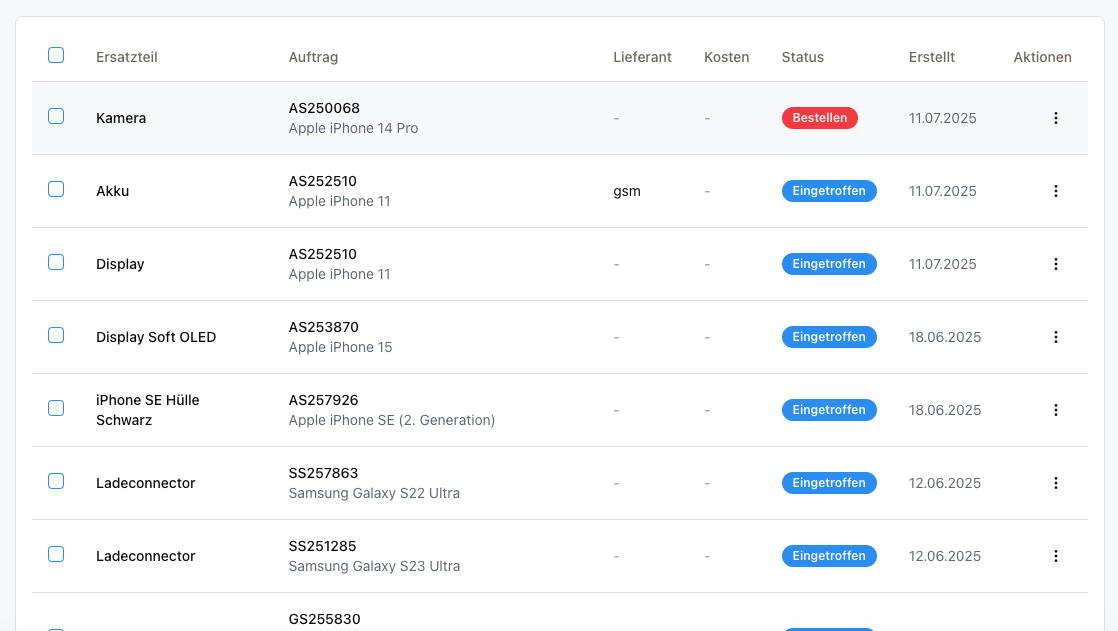 Ersatzteil Auftrag Lieferant Kosten Status Erstellt Aktionen
Kamera AS250068 Apple iPhone 14 Pro - - Bestellen 11.07.2025
Akku AS252510 Apple iPhone 11 gsm - Eingetroffen 11.07.2025
Display AS252510 Apple iPhone 11 - - Eingetroffen 11.07.2025
Display Soft OLED AS253870 Apple iPhone 15 - - Eingetroffen 18.06.2025
iPhone SE Hülle Schwarz AS257926 Apple iPhone SE (2. Generation) - - Eingetroffen 18.06.2025
Ladeconnector SS257863 Samsung Galaxy S22 Ultra - - Eingetroffen 12.06.2025
Ladeconnector SS251285 Samsung Galaxy S23 Ultra - - Eingetroffen 12.06.2025
GS255830